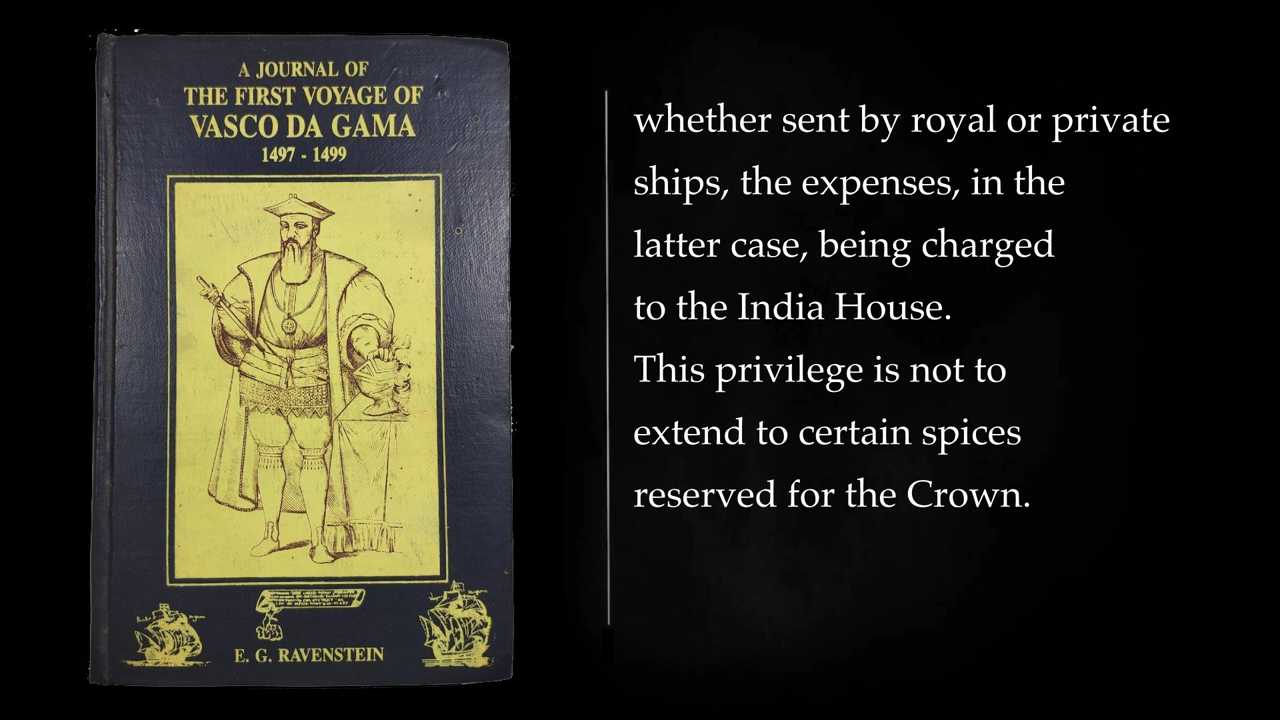 A JOURNAL OF
THE FIRST VOYAGE OF
VASCO DA GAMA
1497 - 1499
E. G. RAVENSTEIN
whether sent by royal or private
ships, the expenses, in the
latter case, being charged
to the India House.
This privilege is not to
extend to certain spices
reserved for the Crown.